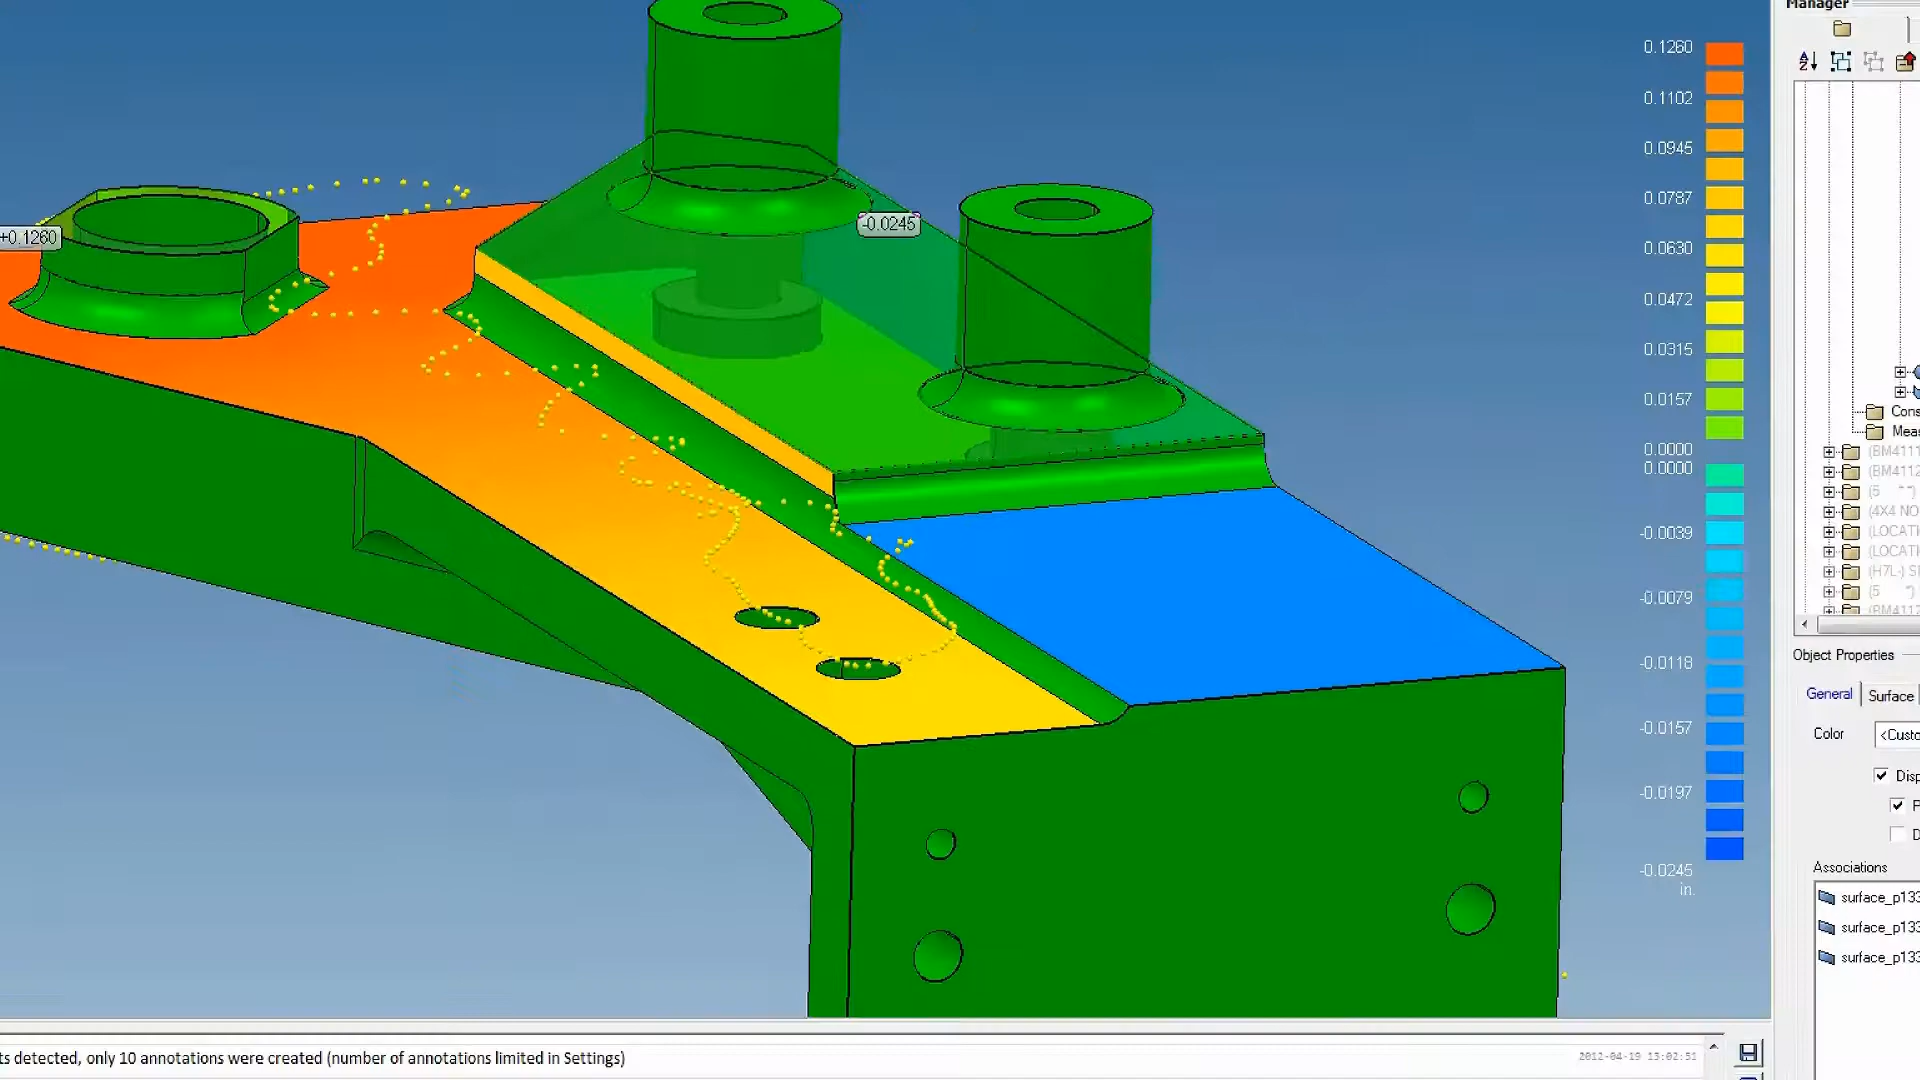 Manager
0.1260
0.1102
0.0945
0.0787
0.0630
0.0472
0.0315
0.0157
0.0000
0.0000
-0.0039
-0.0079
-0.0118
-0.0157
-0.0197
-0.0245
in.
+0.1260
-0.0245
Cons
Meas
(BM4111
(BM4112
(5 " ")
(4X4 NO
(LOCATI
(LOCATI
(H7L-) S
(5 ")
(BM4112
Object Properties
General
Surface
Color
<Custo
Disp
P
D
Associations
surface_p133
surface_p133
surface_p133
ts detected, only 10 annotations were created (number of annotations limited in Settings)
2012-04-19 15:02:51